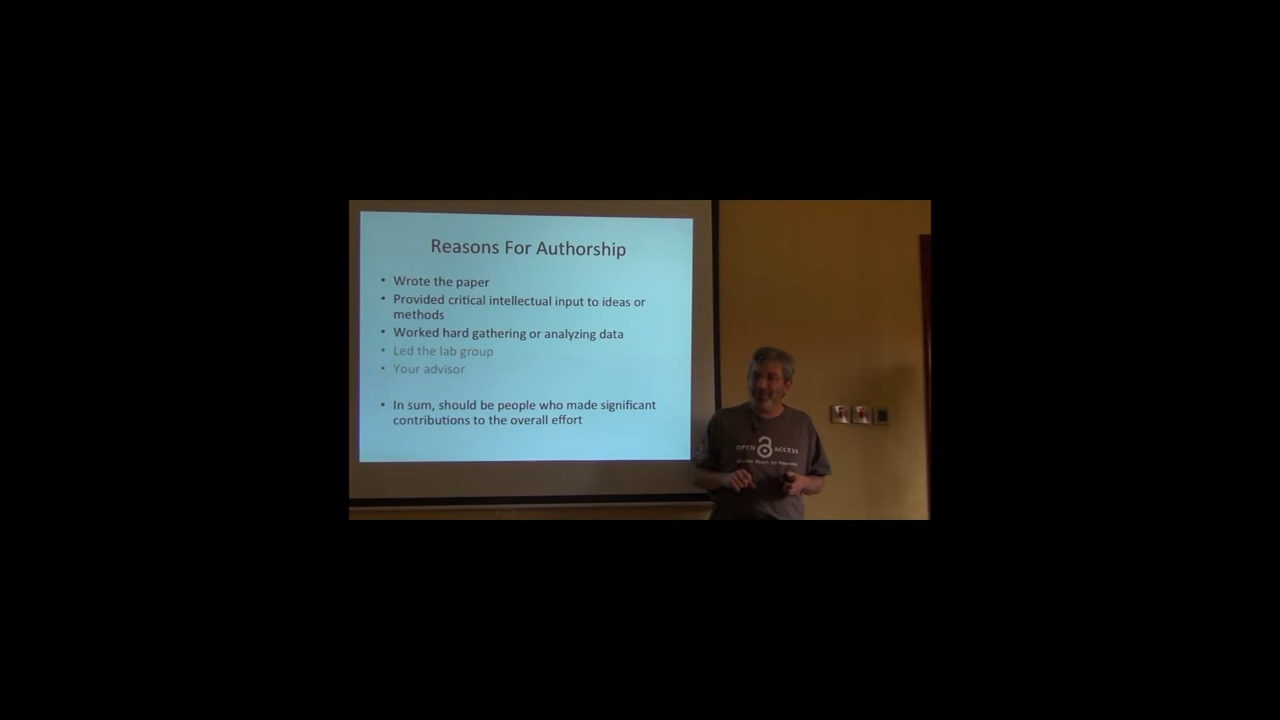 Reasons For Authorship
• Wrote the paper
• Provided critical intellectual input to ideas or
methods
• Worked hard gathering or analyzing data
• Led the lab group
• Your advisor
• In sum, should be people who made significant
contributions to the overall effort
OPEN ACCESS